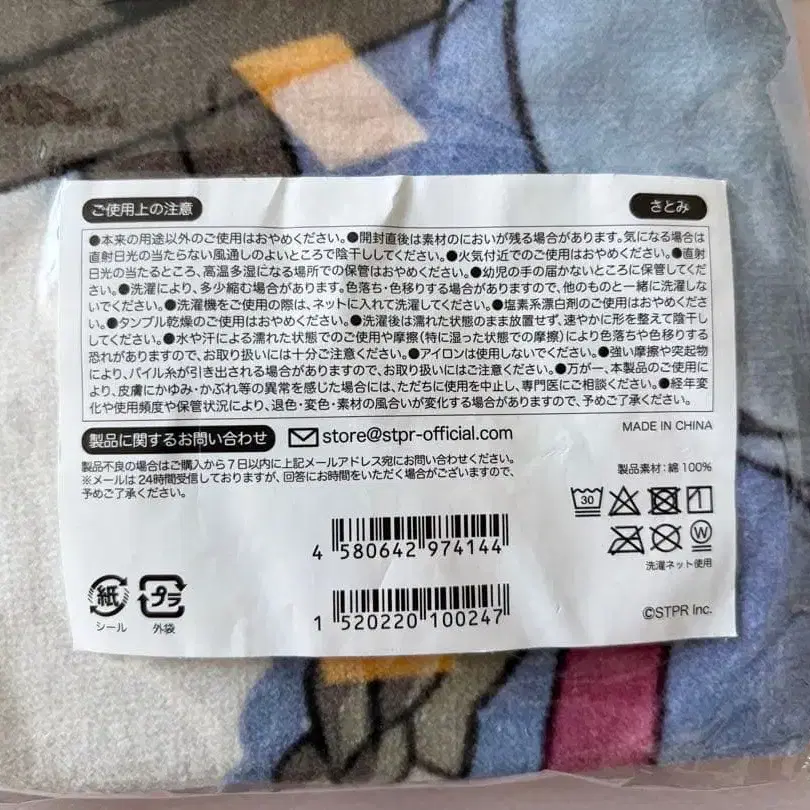 ご使用上の注意
さとみ
●本来の用途以外のご使用はおやめください。●開封直後は素材のにおいが残る場合があります。気になる場合は
直射日光の当たらない風通しのよいところで陰干ししてください。●火気付近でのご使用はおやめください。●直射
日光の当たるところ、高温多湿になる場所での保管はおやめください。●幼児の手の届かないところに保管してくだ
さい。●洗濯により、多少縮む場合があります。色落ち・色移りする場合がありますので、他のものと一緒に洗濯しな
いでください。●洗濯機をご使用の際は、ネットに入れて洗濯してください。●塩素系漂白剤のご使用はおやめくださ
い。●タンブル乾燥のご使用はおやめください。●洗濯後は濡れた状態のまま放置せず、速やかに形を整えて陰干し
してください。●水や汗による濡れた状態でのご使用や摩擦(特に湿った状態での摩擦)により色落ちや色移りする
恐れがありますので、お取り扱いには十分ご注意ください。●アイロンは使用しないでください。●強い摩擦や突起物
により、パイル糸が引き出される場合がありますので、お取り扱いにはご注意ください。●万が一、本製品のご使用に
より、皮膚にかゆみ・かぶれ等の異常を感じた場合には、ただちに使用を中止し、専門医にご相談ください。●経年変
化や使用頻度や保管状況により、退色・変色・素材の風合いが変化する場合がありますので、予めご了承ください。
製品に関するお問い合わせ store@stpr-official.com
MADE IN CHINA
製品不良の場合はご購入から7日以内に上記メールアドレス宛にお問い合わせください。
※メールは24時間受信しておりますが、回答にお時間をいただく場合がございますので、
予めご了承ください。
製品素材:綿100%
30
W
洗濯ネット使用
4 580642 974144
紙
シール
プラ
外袋
1 520220 100247
©STPR Inc.